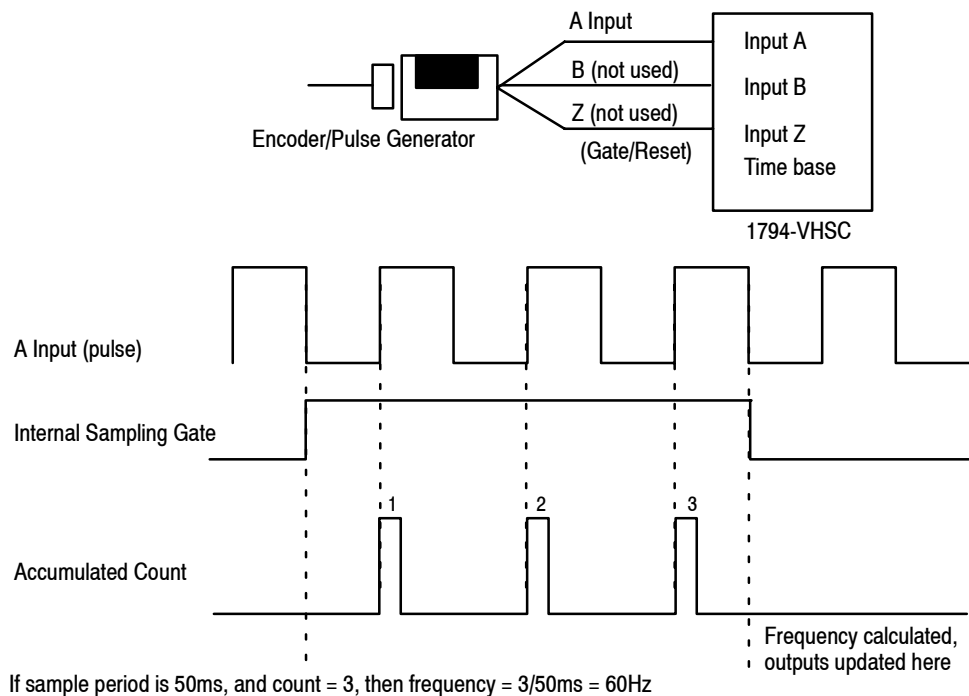 A Input
Input A
B (not used)
Input B
Z (not used)
Input Z
Encoder/Pulse Generator
(Gate/Reset)
Time base
1794-VHSC
A Input (pulse)
Internal Sampling Gate
1
2
3
Accumulated Count
Frequency calculated,
outputs updated here
If sample period is 50ms, and count = 3, then frequency = 3/50ms = 60Hz